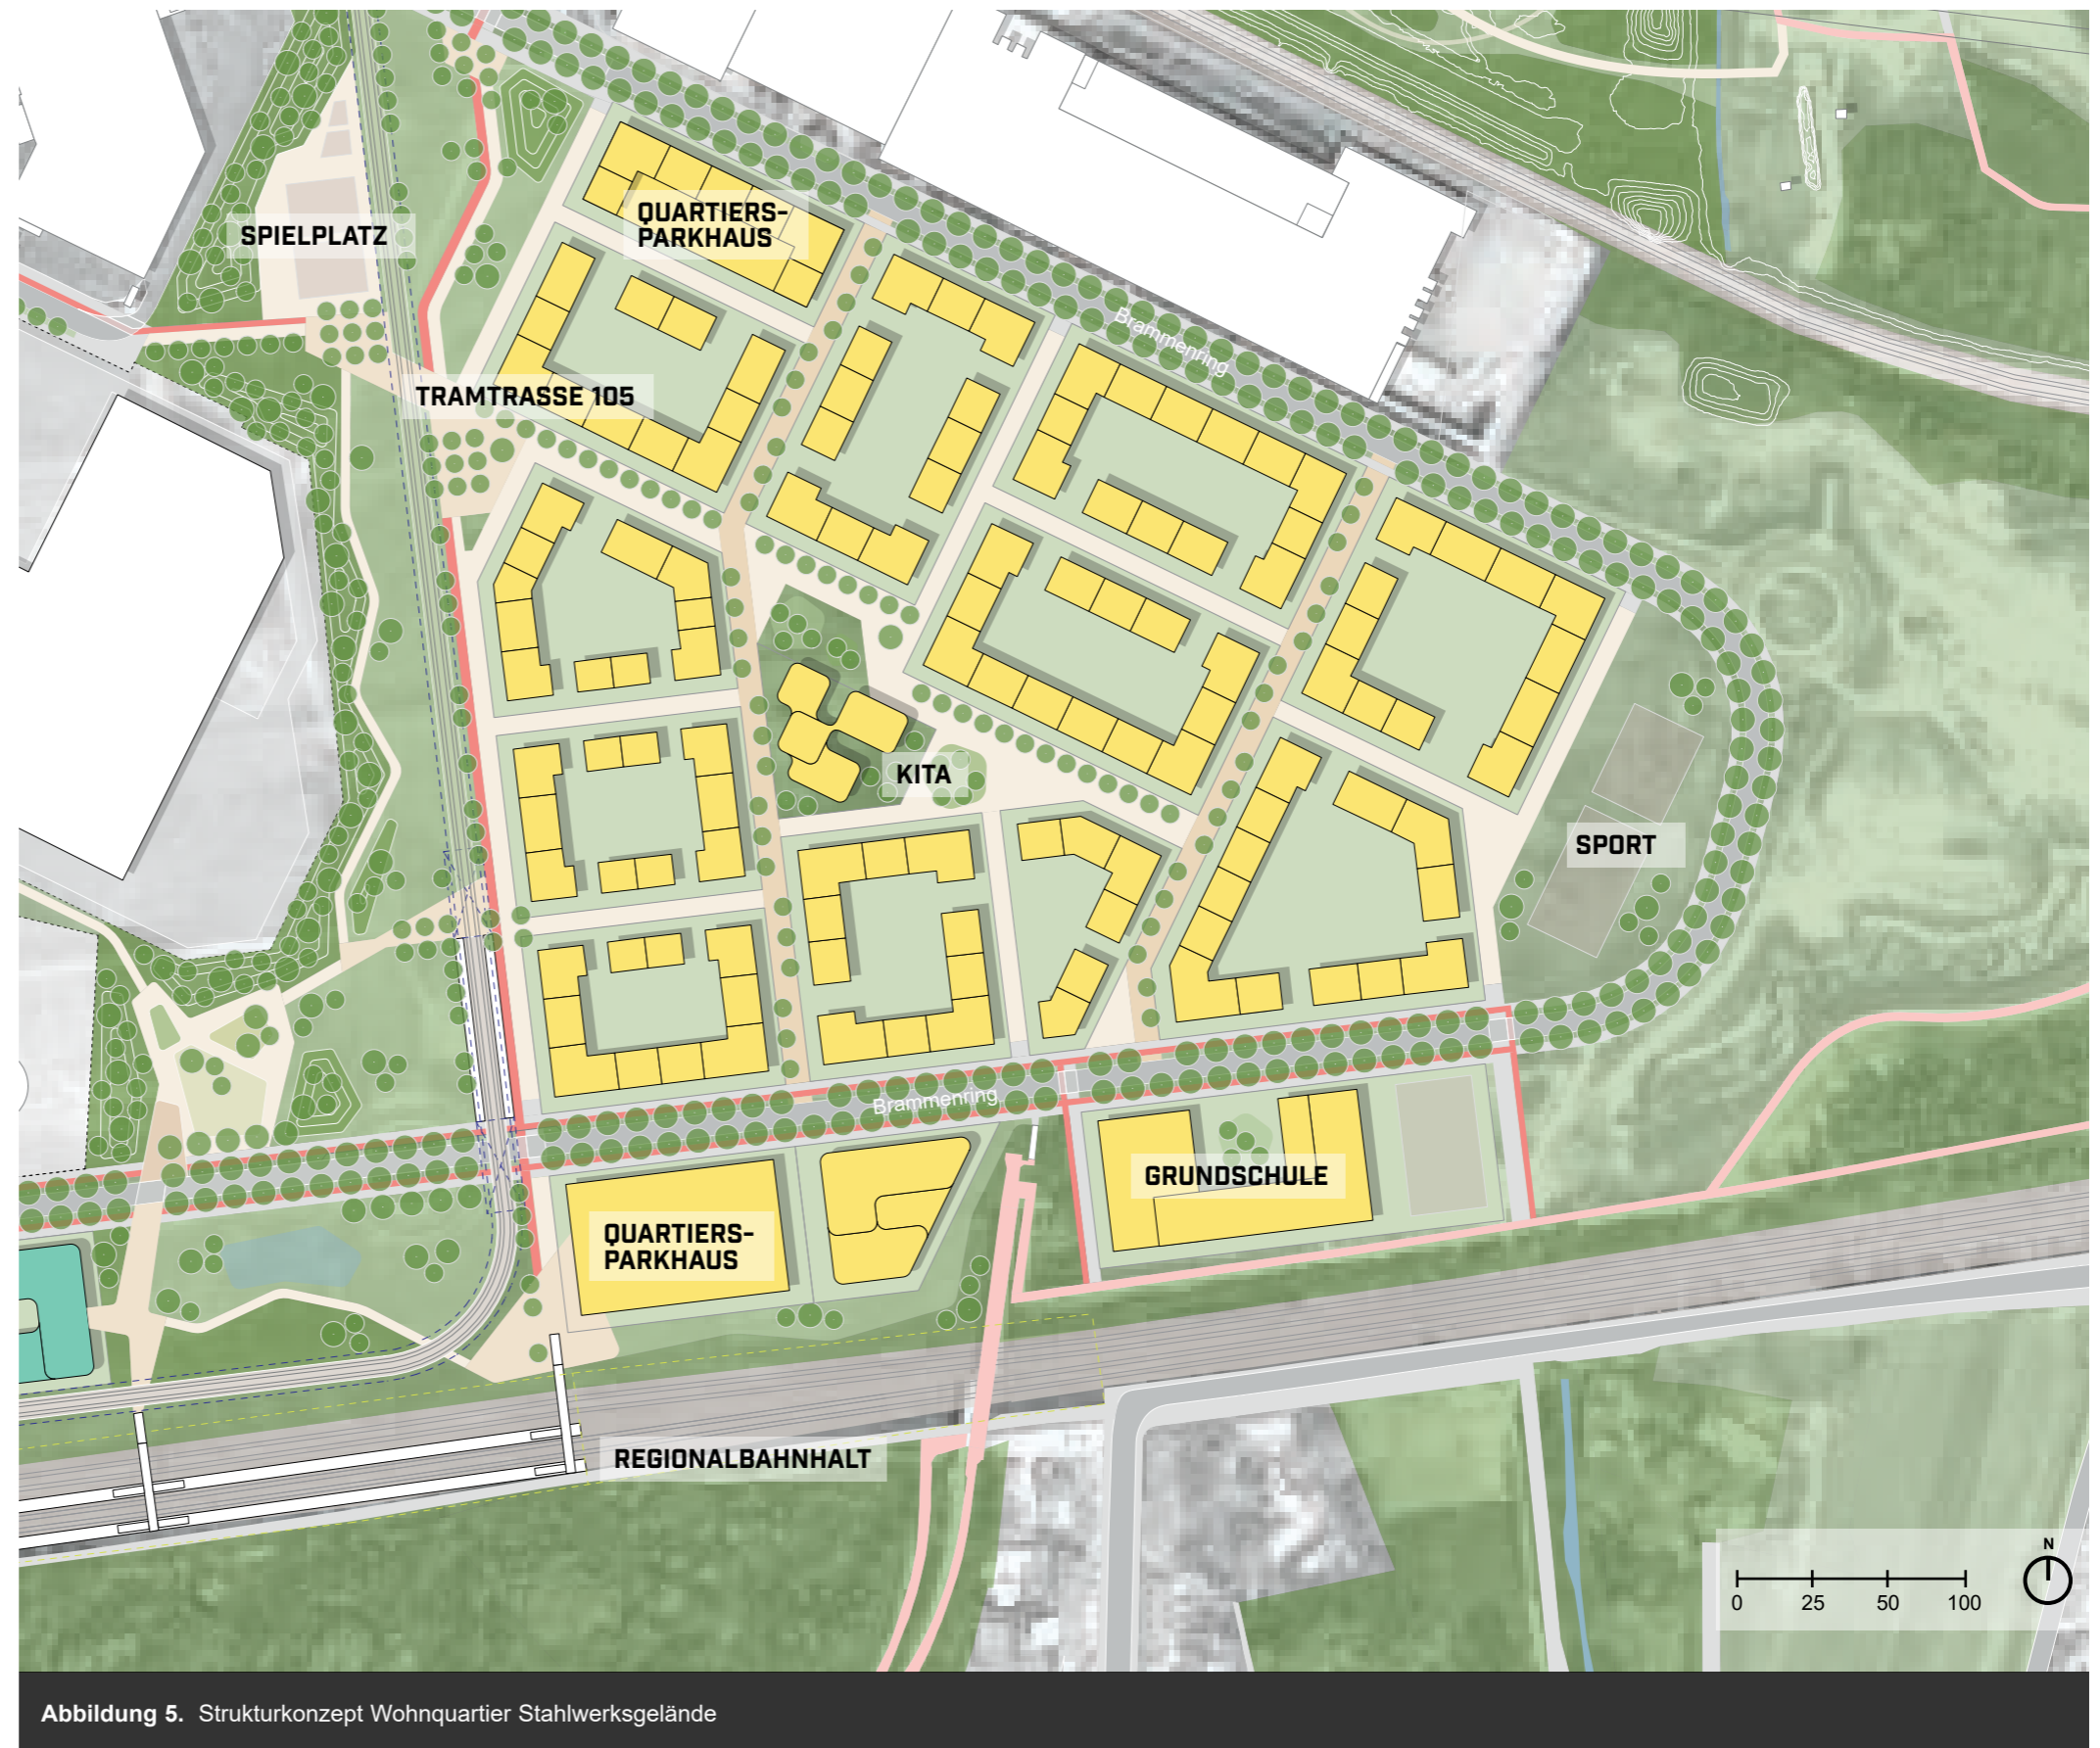 QUARTIERS-
PARKHAUS
SPIELPLATZ
Brammenring
TRAMTRASSE 105
KITA
SPORT
Brammenring
GRUNDSCHULE
QUARTIERS-
PARKHAUS
REGIONALBAHNHALT
N
0 25 50 100
Abbildung 5. Strukturkonzept Wohnquartier Stahlwerksgelände